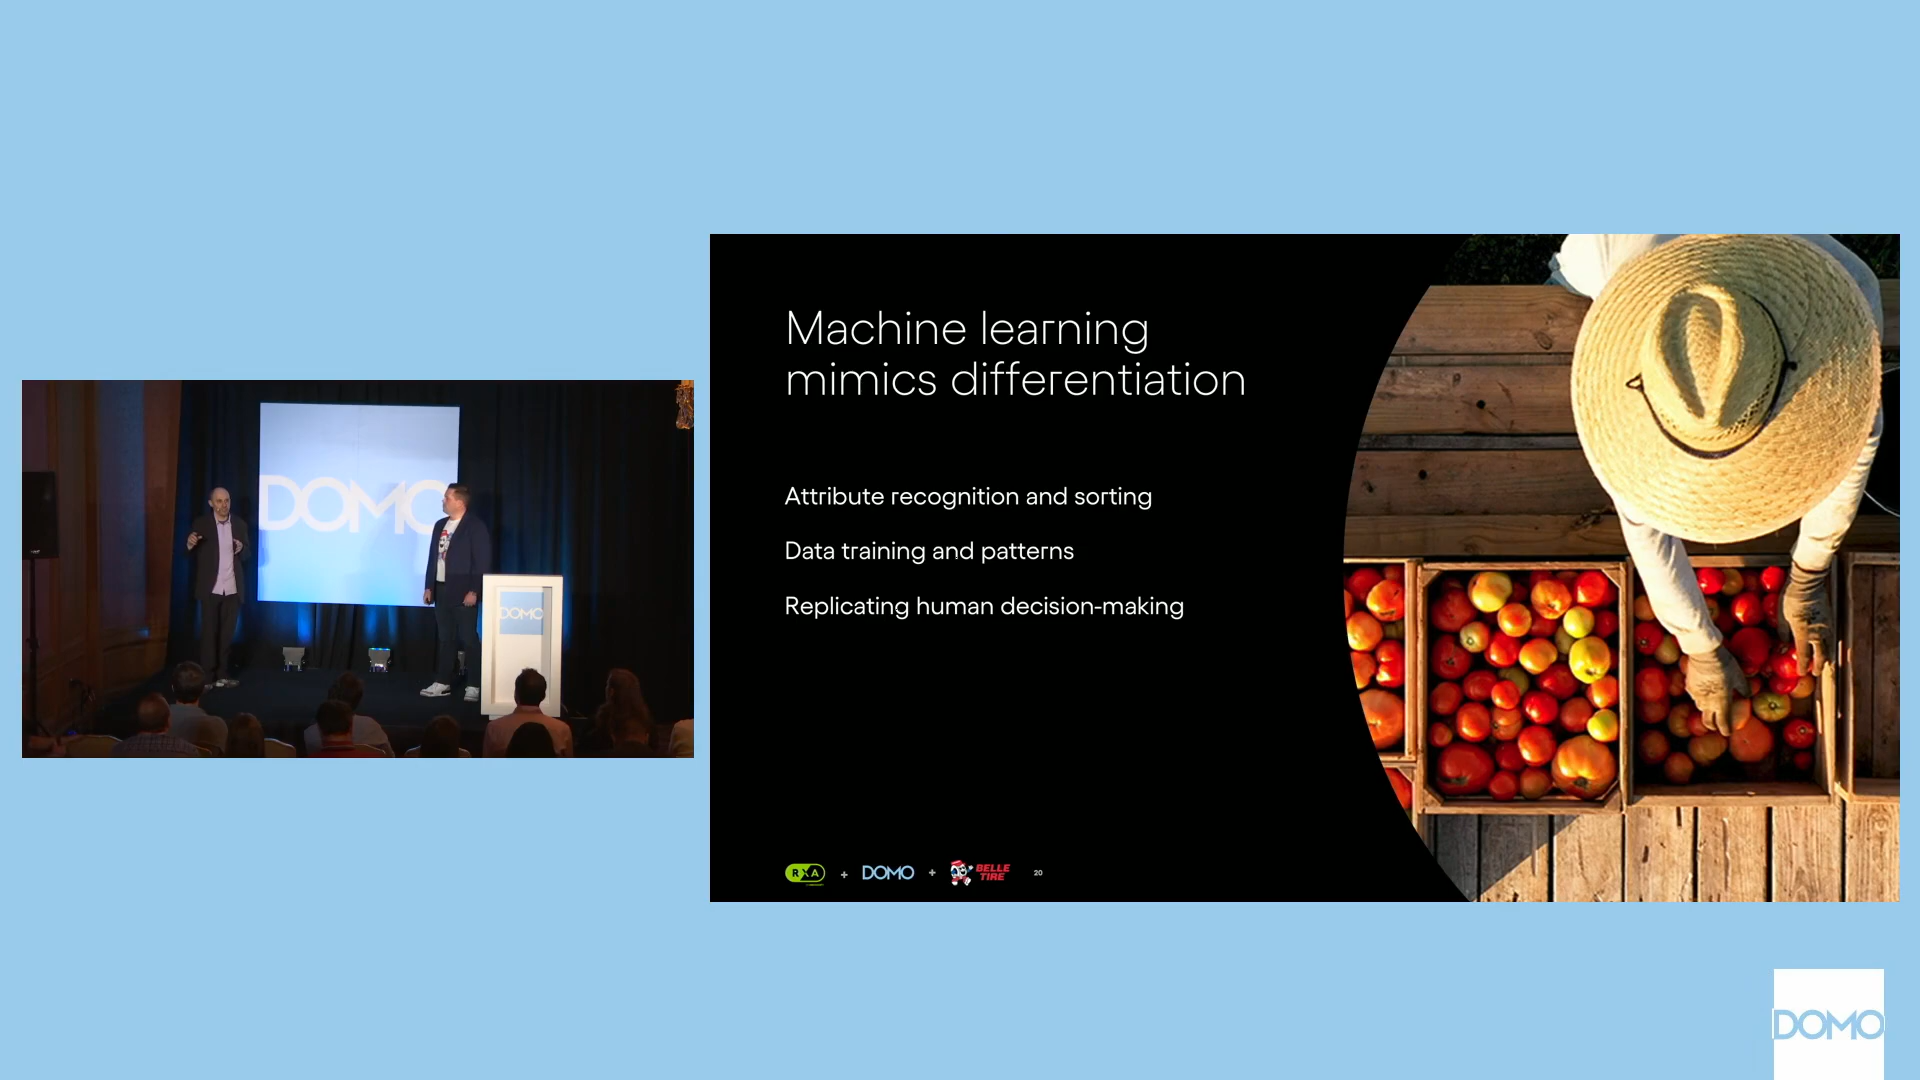 DOMO
DOMO
Machine learning
mimics differentiation
Attribute recognition and sorting
Data training and patterns
Replicating human decision-making
RXA + DOMO + BELLE TIRE 20
DOMO